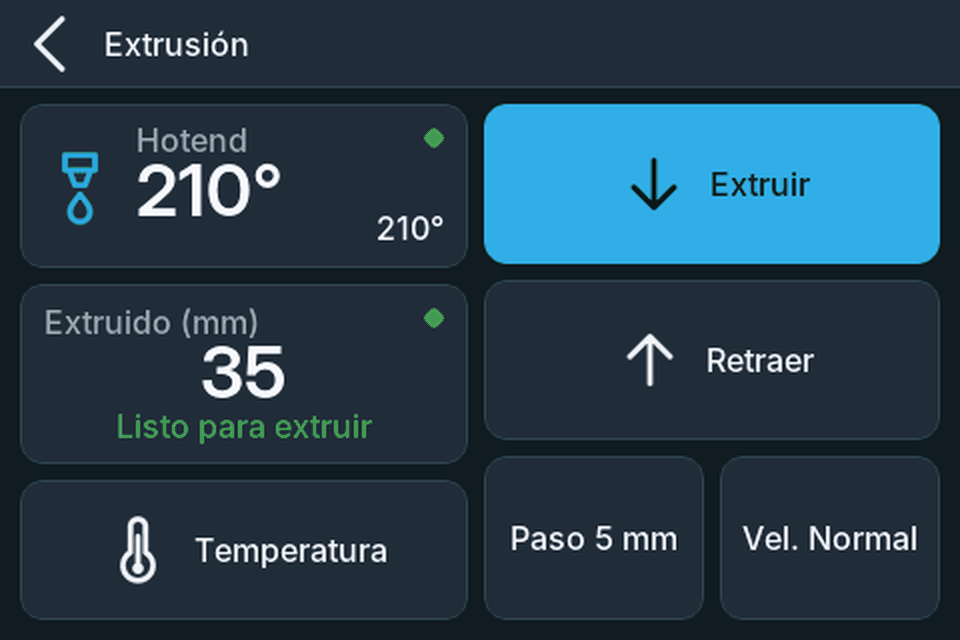 Extrusión
Hotend
210°
210°
Extruido (mm)
35
Listo para extruir
Temperatura
Extruir
Retraer
Paso 5 mm
Vel. Normal